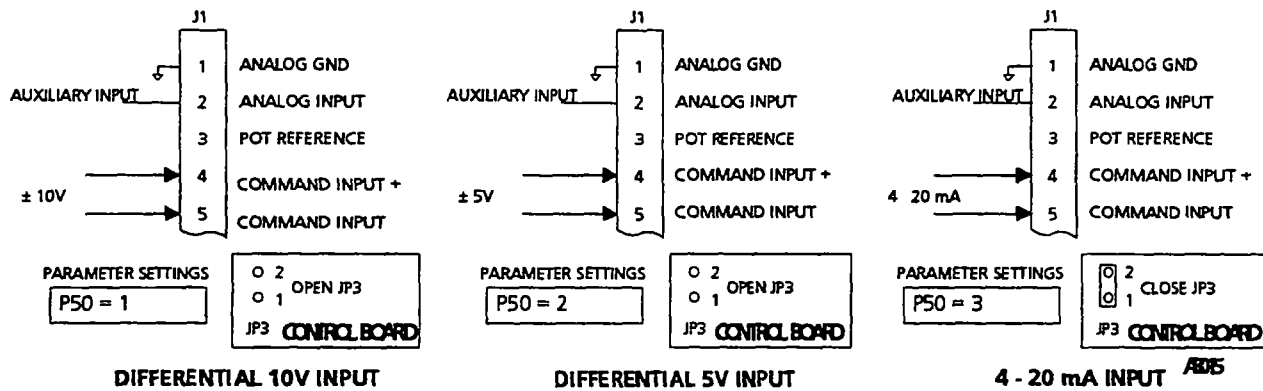 J1
1 ANALOG GND
AUXILIARY INPUT 2 ANALOG INPUT
3 POT REFERENCE
4 COMMAND INPUT +
± 10V
5 COMMAND INPUT
PARAMETER SETTINGS
P50 = 1
2
OPEN JP3
1
JP3 CONTROL BOARD
DIFFERENTIAL 10V INPUT
J1
1 ANALOG GND
AUXILIARY INPUT 2 ANALOG INPUT
3 POT REFERENCE
4 COMMAND INPUT +
± 5V
5 COMMAND INPUT
PARAMETER SETTINGS
P50 = 2
2
OPEN JP3
1
JP3 CONTROL BOARD
DIFFERENTIAL 5V INPUT
J1
1 ANALOG GND
AUXILIARY INPUT 2 ANALOG INPUT
3 POT REFERENCE
4 COMMAND INPUT +
4 20 mA
5 COMMAND INPUT
PARAMETER SETTINGS
P50 = 3
2
CLOSE JP3
1
JP3 CONTROL BOARD
4 - 20 mA INPUT